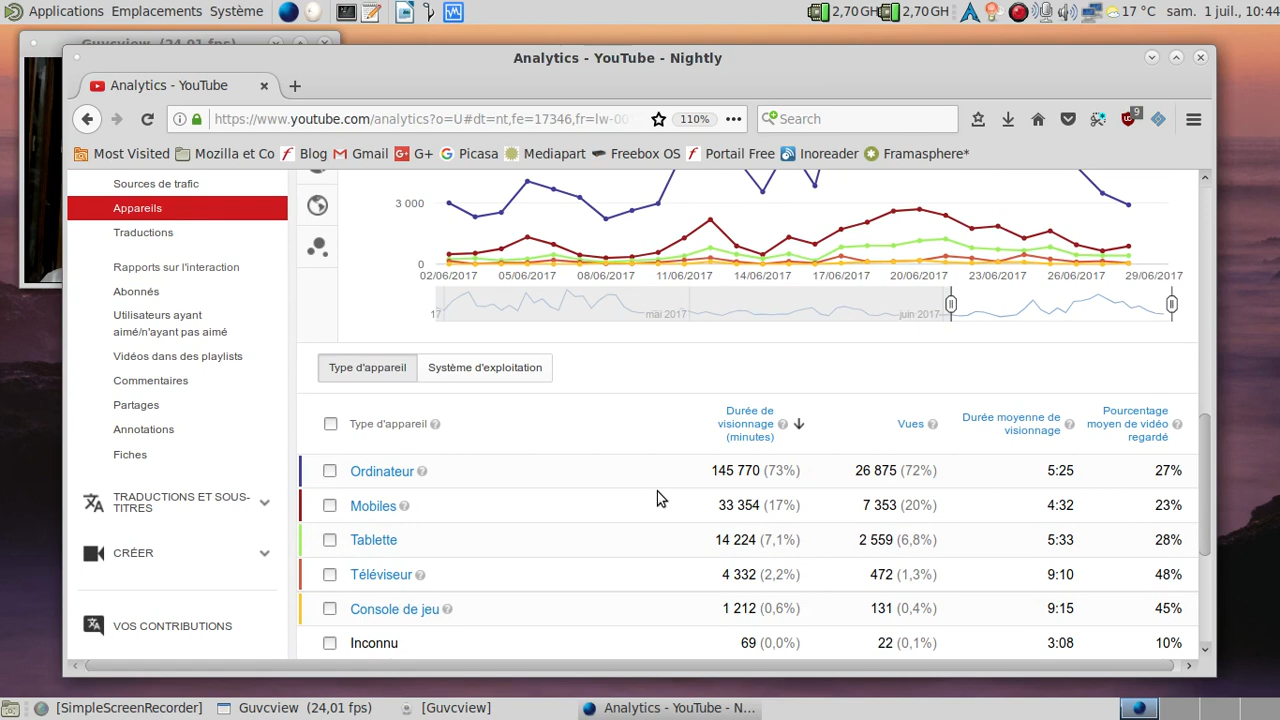 Applications Emplacements Système 2,70 GH 2,70 GH 17 °C sam. 1 juil., 10:44
Guvcview (24,01 fps)
Analytics - YouTube - Nightly
Analytics - YouTube
https://www.youtube.com/analytics?o=U#dt=nt,fe=17346,fr=lw-00 110% Search 9
Most Visited Mozilla et Co Blog Gmail G+ Picasa Mediapart Freebox OS Portail Free Inoreader Framasphere*
Sources de trafic
Appareils
Traductions
Rapports sur l'interaction
Abonnés
Utilisateurs ayant
aimé/n'ayant pas aimé
Vidéos dans des playlists
Commentaires
Partages
Annotations
Fiches
TRADUCTIONS ET SOUS-
TITRES
CRÉER
VOS CONTRIBUTIONS
3 000
0
02/06/2017 05/06/2017 08/06/2017 11/06/2017 14/06/2017 17/06/2017 20/06/2017 23/06/2017 26/06/2017 29/06/2017
17 mai 2017 juin 2017
Type d'appareil Système d'exploitation
Type d'appareil ? Durée de visionnage (minutes) ? Vues ? Durée moyenne de visionnage ? Pourcentage moyen de vidéo regardé ?
Ordinateur ? 145 770 (73%) 26 875 (72%) 5:25 27%
Mobiles ? 33 354 (17%) 7 353 (20%) 4:32 23%
Tablette 14 224 (7,1%) 2 559 (6,8%) 5:33 28%
Téléviseur ? 4 332 (2,2%) 472 (1,3%) 9:10 48%
Console de jeu ? 1 212 (0,6%) 131 (0,4%) 9:15 45%
Inconnu 69 (0,0%) 22 (0,1%) 3:08 10%
[SimpleScreenRecorder] Guvcview (24,01 fps) [Guvcview] Analytics - YouTube - N...